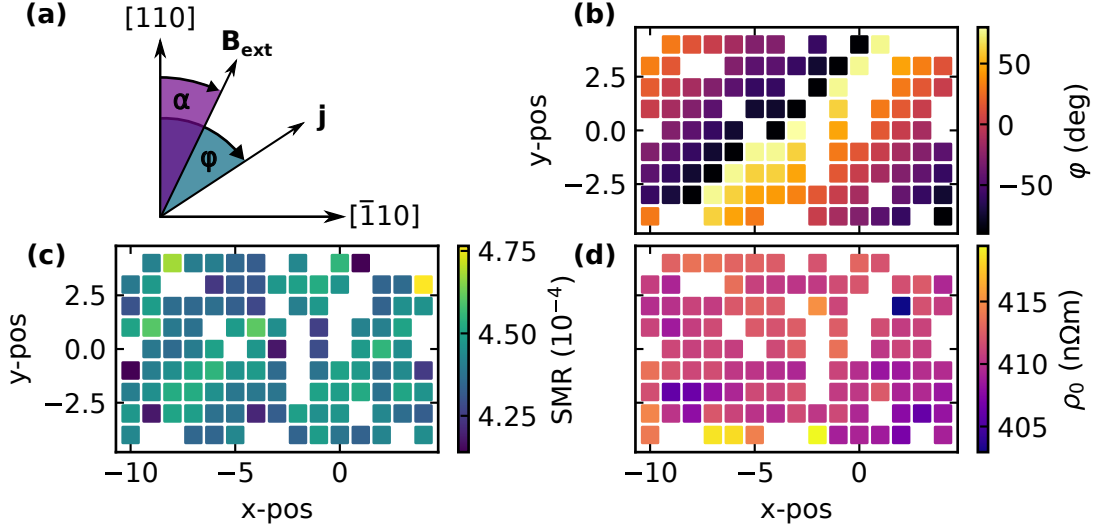 (a)
[110]
B_ext
α
φ
j
[1̅10]
(b)
y-pos
2.5
0.0
−2.5
50
0
−50
φ (deg)
(c)
y-pos
2.5
0.0
−2.5
−10
−5
0
x-pos
4.75
4.50
4.25
SMR (10⁻⁴)
(d)
−10
−5
0
x-pos
415
410
405
ρ₀ (nΩm)